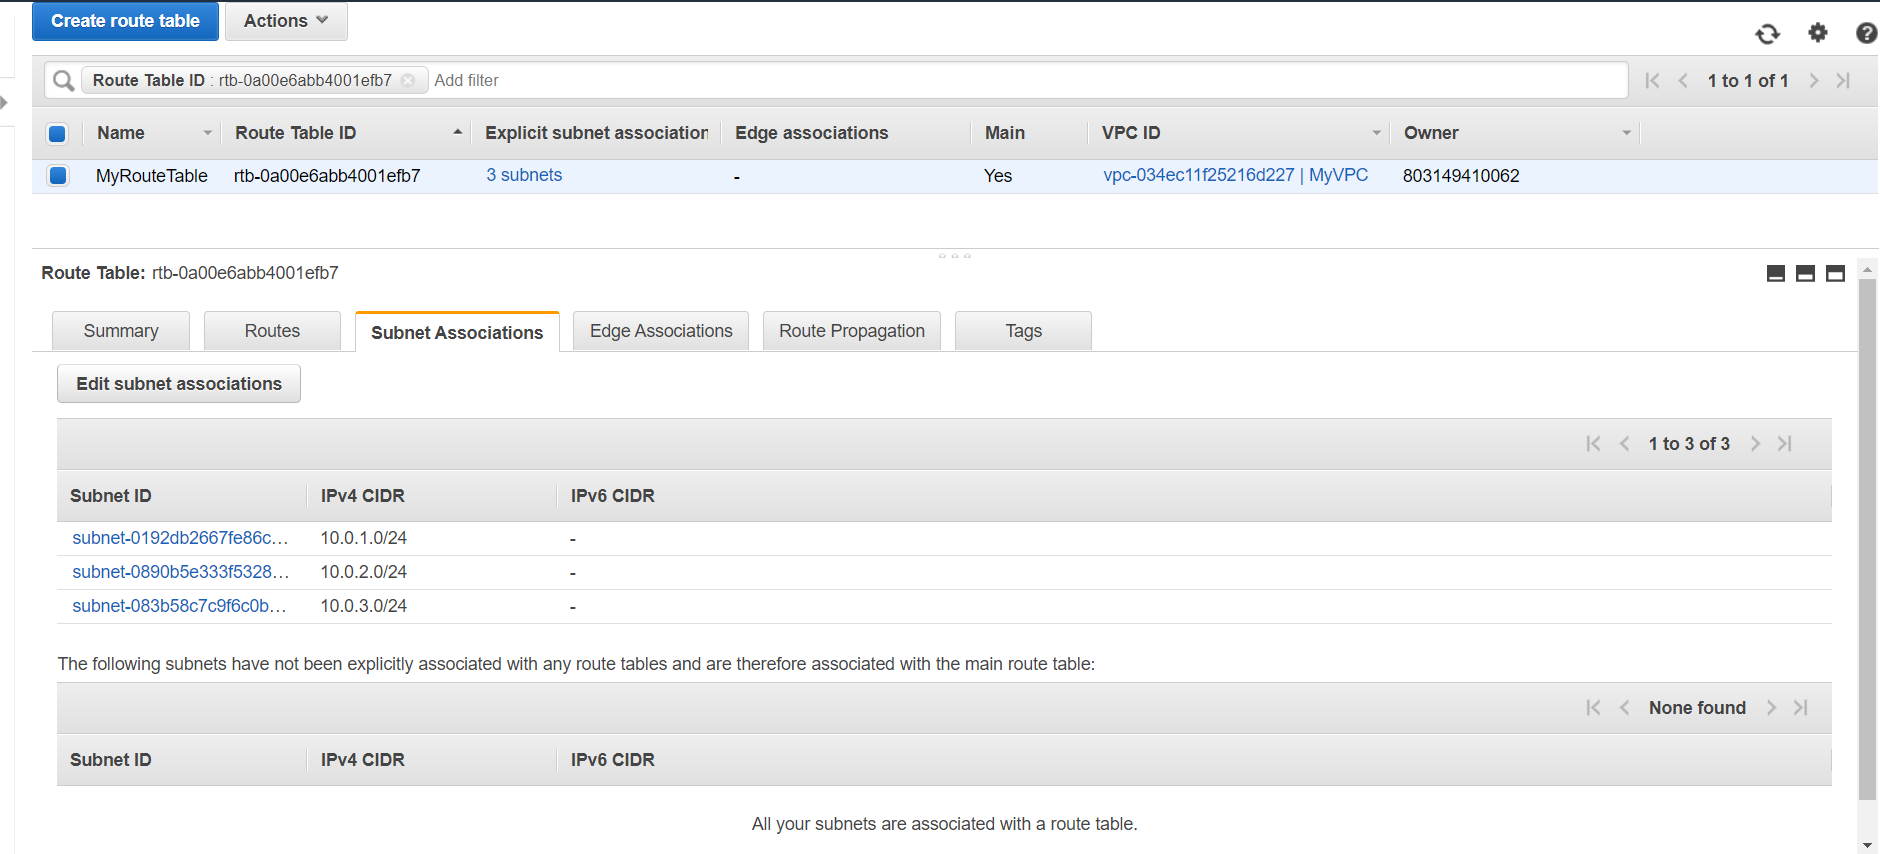 Create route table Actions
Route Table ID : rtb-0a00e6abb4001efb7 Add filter 1 to 1 of 1
Name Route Table ID Explicit subnet association Edge associations Main VPC ID Owner
MyRouteTable rtb-0a00e6abb4001efb7 3 subnets - Yes vpc-034ec11f25216d227 | MyVPC 803149410062
Route Table: rtb-0a00e6abb4001efb7
Summary Routes Subnet Associations Edge Associations Route Propagation Tags
Edit subnet associations
1 to 3 of 3
Subnet ID IPv4 CIDR IPv6 CIDR
subnet-0192db2667fe86c... 10.0.1.0/24 -
subnet-0890b5e333f5328... 10.0.2.0/24 -
subnet-083b58c7c9f6c0b... 10.0.3.0/24 -
The following subnets have not been explicitly associated with any route tables and are therefore associated with the main route table:
None found
Subnet ID IPv4 CIDR IPv6 CIDR
All your subnets are associated with a route table.